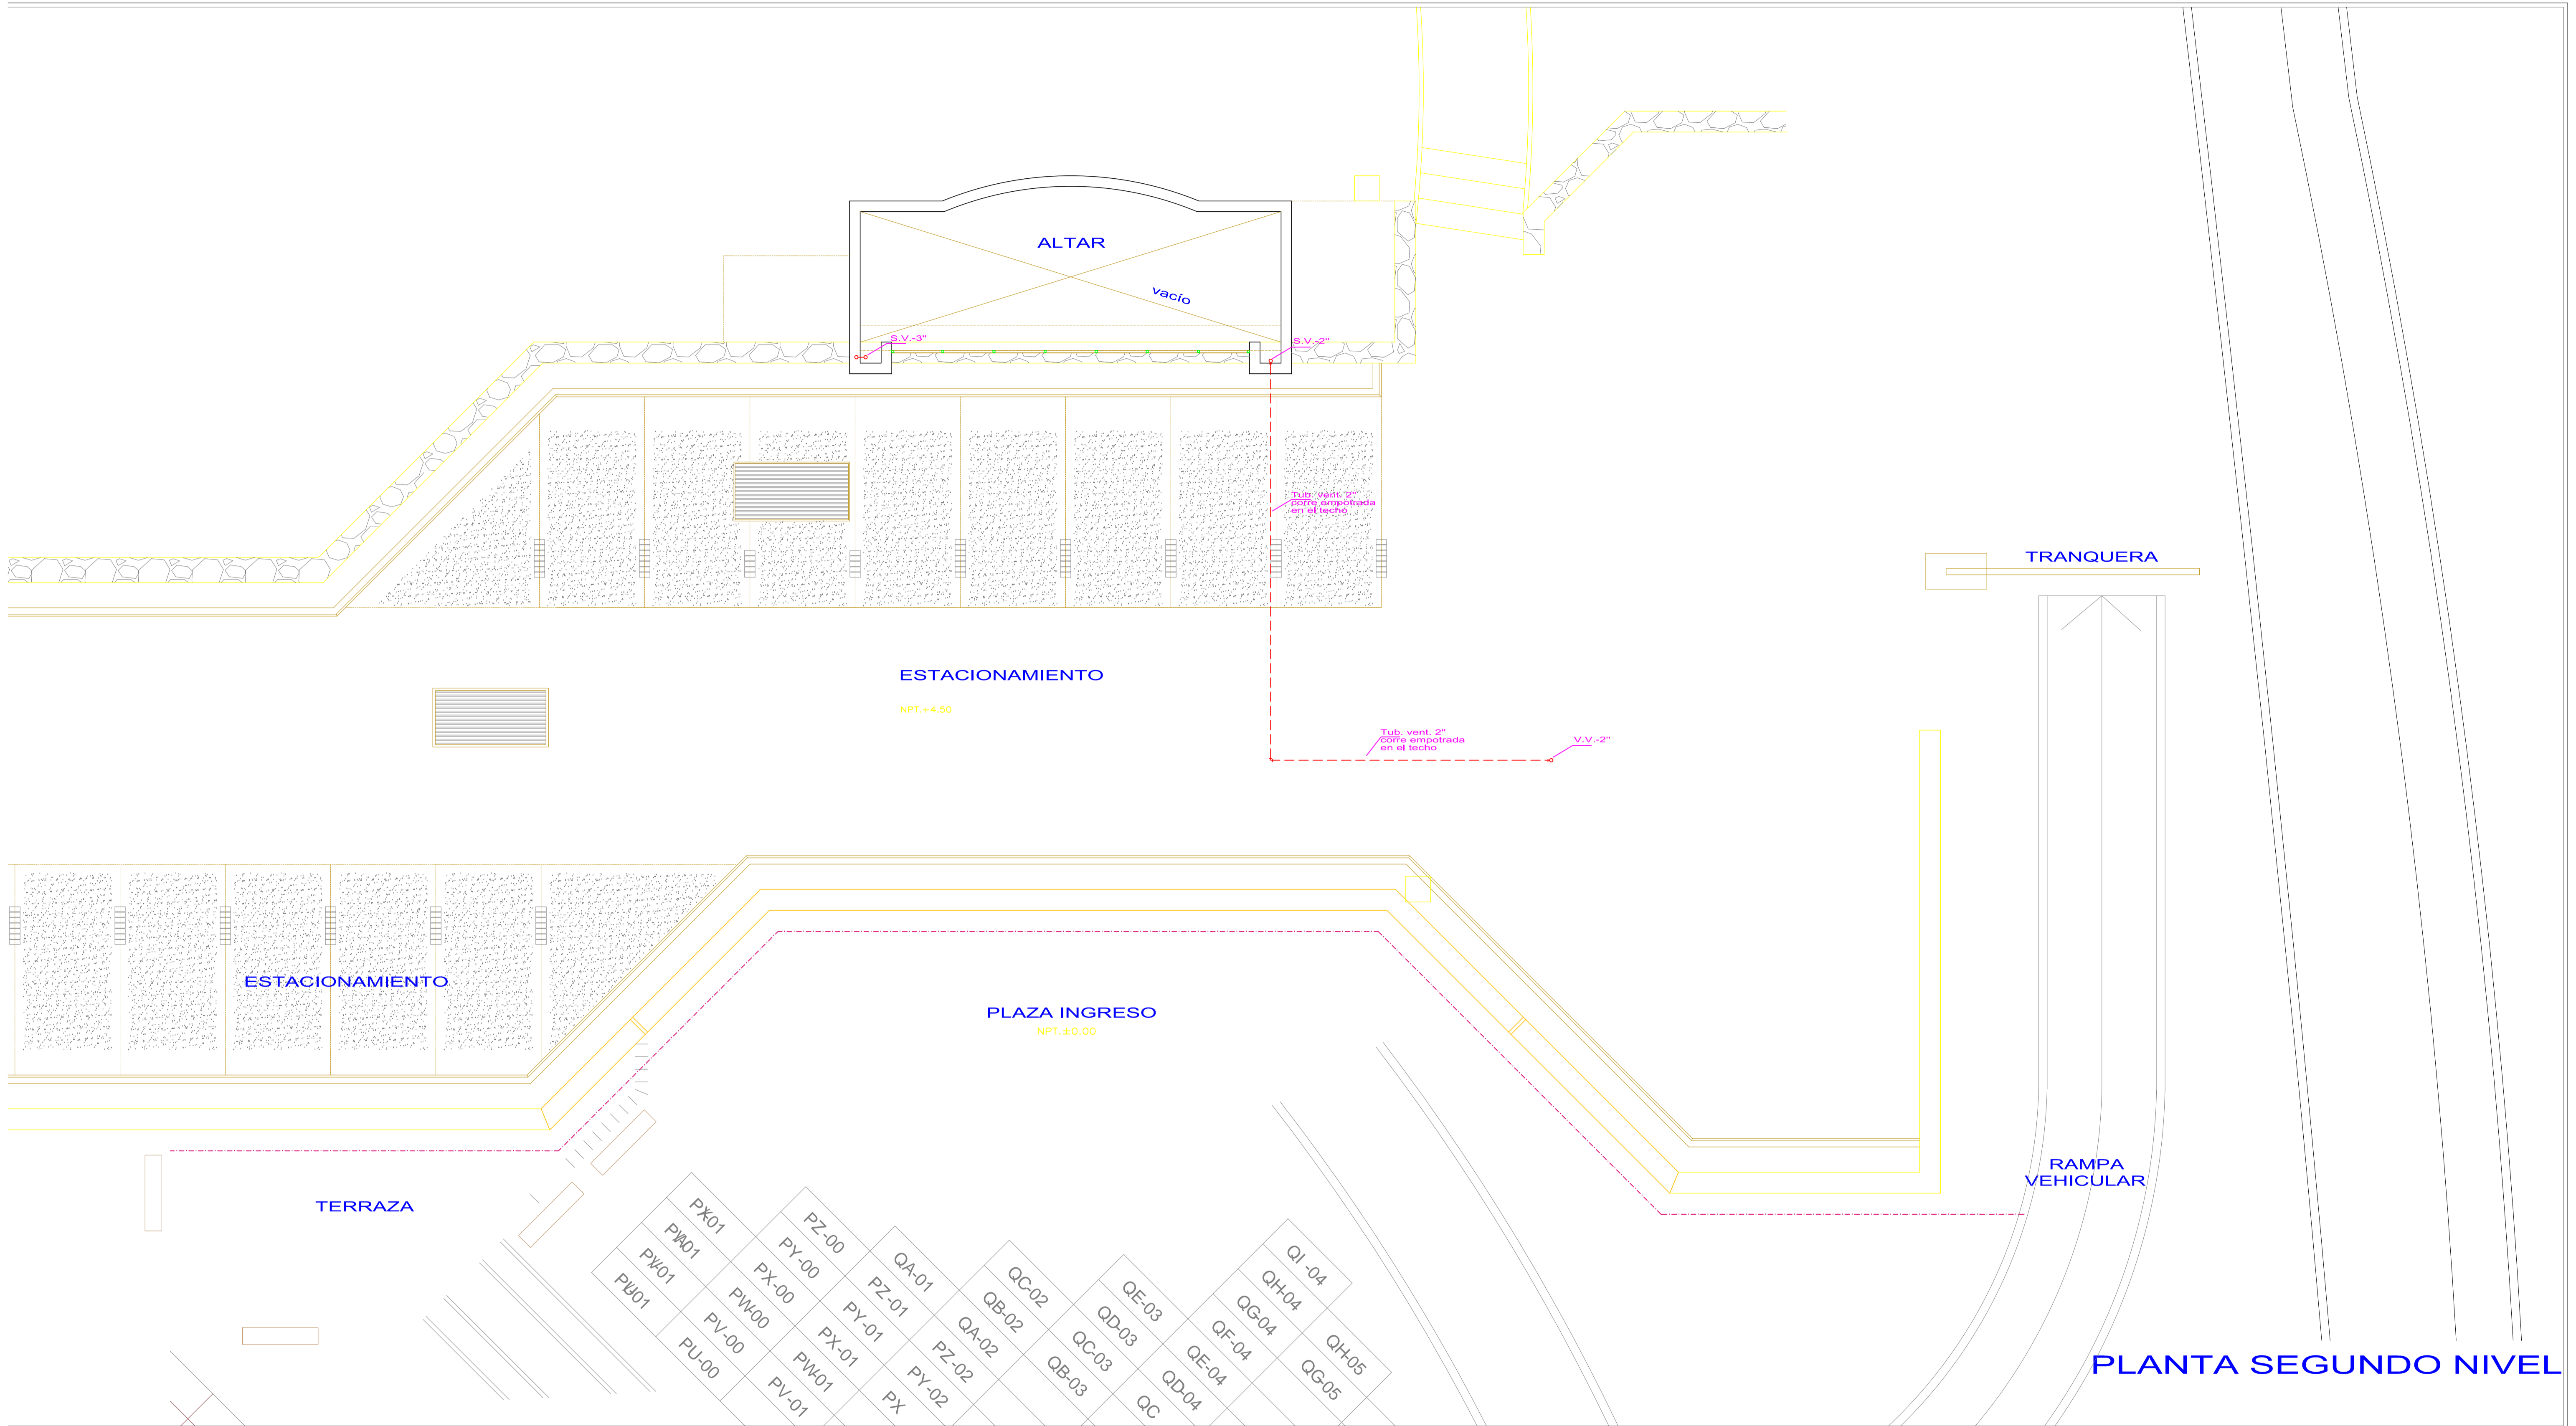 ALTAR
vacío
S.V.-3"
S.V.-2"
Tub. vent. 2"
corre empotrada
en el techo
TRANQUERA
ESTACIONAMIENTO
NPT.+4.50
Tub. vent. 2"
corre empotrada
en el techo
V.V.-2"
ESTACIONAMIENTO
PLAZA INGRESO
NPT.±0.00
RAMPA
VEHICULAR
TERRAZA
PZ-00
PY-00
PX-00
PW-00
PV-00
PU-00
QA-01
PZ-01
PY-01
PX-01
PW-01
PV-01
QC-02
QB-02
QA-02
PZ-02
PY-02
PX
QE-03
QD-03
QC-03
QB-03
QI-04
QH-04
QG-04
QF-04
QE-04
QD-04
QC
QH-05
QG-05
PLANTA SEGUNDO NIVEL